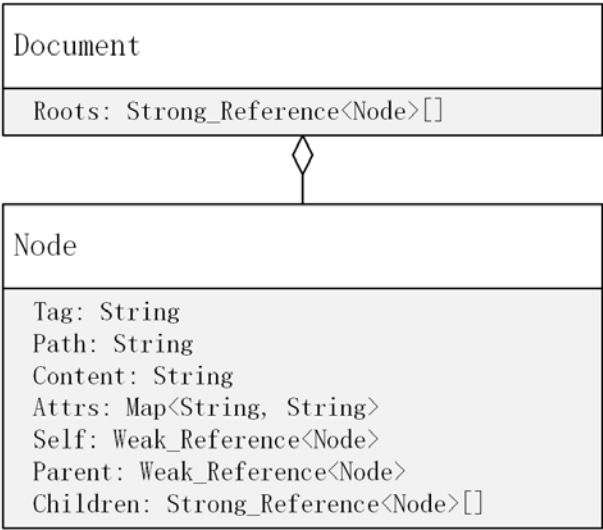 Document
Roots: Strong_Reference<Node>[]
Node
Tag: String
Path: String
Content: String
Attrs: Map<String, String>
Self: Weak_Reference<Node>
Parent: Weak_Reference<Node>
Children: Strong_Reference<Node>[]